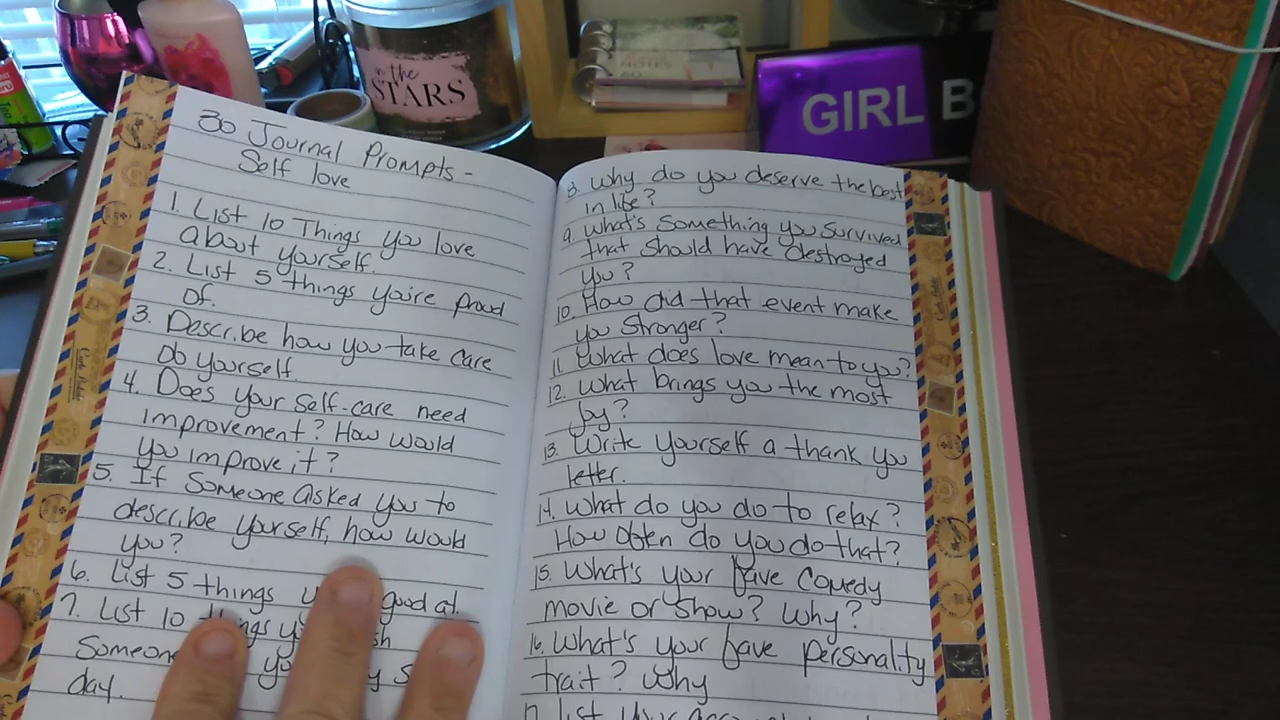 30 Journal Prompts -
Self love
1. List 10 Things you love
about yourself.
2. List 5 things you're proud
of.
3. Describe how you take care
of yourself.
4. Does your self-care need
improvement? How would
you improve it?
5. If someone asked you to
describe yourself, how would
you?
6. List 5 things good at.
7. List 10 things
Someone
day.
8. Why do you deserve the best
in life?
9. What's something you survived
that should have destroyed
you?
10. How did that event make
you stronger?
11. What does love mean to you?
12. What brings you the most
joy?
13. Write yourself a thank you
letter.
14. What do you do to relax?
How often do you do that?
15. What's your fave comedy
movie or show? Why?
16. What's your fave personality
trait? Why
17. List your
in the
STARS
NOTES
GIRL B